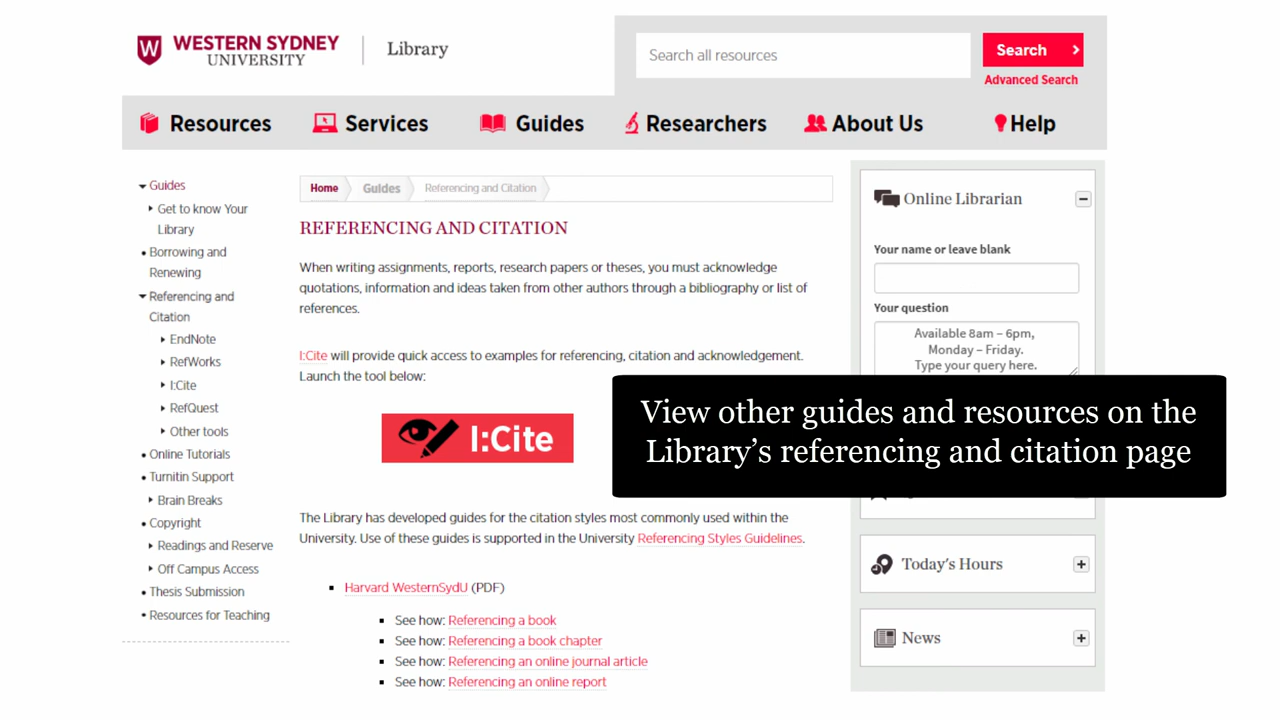 WESTERN SYDNEY
UNIVERSITY
Library
Search all resources
Search
Advanced Search
Resources
Services
Guides
Researchers
About Us
Help
Guides
Get to know Your
Library
Borrowing and
Renewing
Referencing and
Citation
EndNote
RefWorks
I:Cite
RefQuest
Other tools
Online Tutorials
Turnitin Support
Brain Breaks
Copyright
Readings and Reserve
Off Campus Access
Thesis Submission
Resources for Teaching
Home
Guides
Referencing and Citation
REFERENCING AND CITATION
When writing assignments, reports, research papers or theses, you must acknowledge
quotations, information and ideas taken from other authors through a bibliography or list of
references.
I:Cite will provide quick access to examples for referencing, citation and acknowledgement.
Launch the tool below:
I:Cite
The Library has developed guides for the citation styles most commonly used within the
University. Use of these guides is supported in the University Referencing Styles Guidelines.
Harvard WesternSydU (PDF)
See how: Referencing a book
See how: Referencing a book chapter
See how: Referencing an online journal article
See how: Referencing an online report
Online Librarian
Your name or leave blank
Your question
Available 8am – 6pm,
Monday – Friday.
Type your query here.
View other guides and resources on the
Library's referencing and citation page
Today's Hours
News